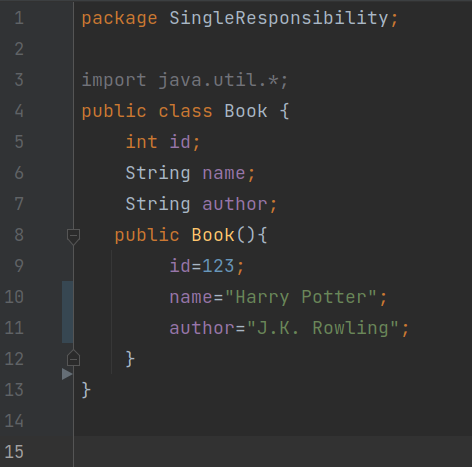 1 package SingleResponsibility;
2
3 import java.util.*;
4 public class Book {
5     int id;
6     String name;
7     String author;
8    public Book(){
9         id=123;
10         name="Harry Potter";
11         author="J.K. Rowling";
12     }
13 }
14
15